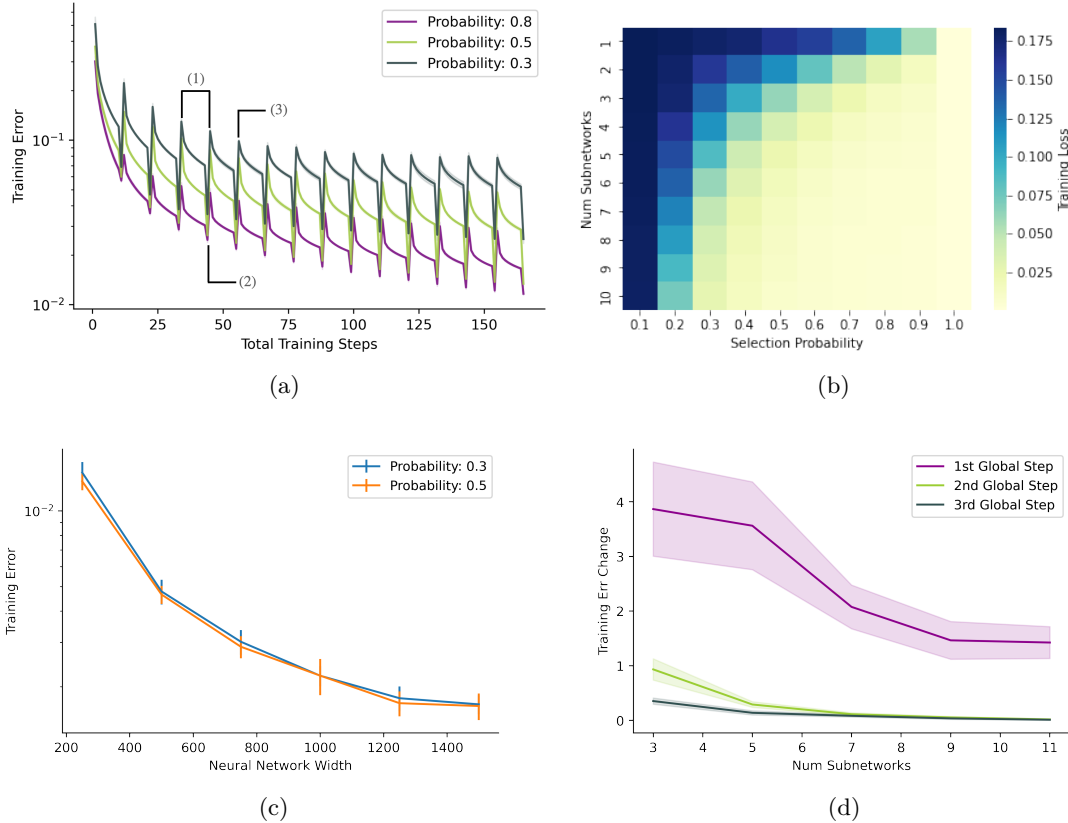 Probability: 0.8
Probability: 0.5
Probability: 0.3
(1)
(3)
(2)
10⁻¹
10⁻²
Training Error
0 25 50 75 100 125 150
Total Training Steps
(a)
1
2
3
4
5
6
7
8
9
10
Num Subnetworks
0.1 0.2 0.3 0.4 0.5 0.6 0.7 0.8 0.9 1.0
Selection Probability
0.175
0.150
0.125
0.100
0.075
0.050
0.025
Training Loss
(b)
Probability: 0.3
Probability: 0.5
10⁻²
Training Error
200 400 600 800 1000 1200 1400
Neural Network Width
(c)
1st Global Step
2nd Global Step
3rd Global Step
4
3
2
1
0
Training Err Change
3 4 5 6 7 8 9 10 11
Num Subnetworks
(d)